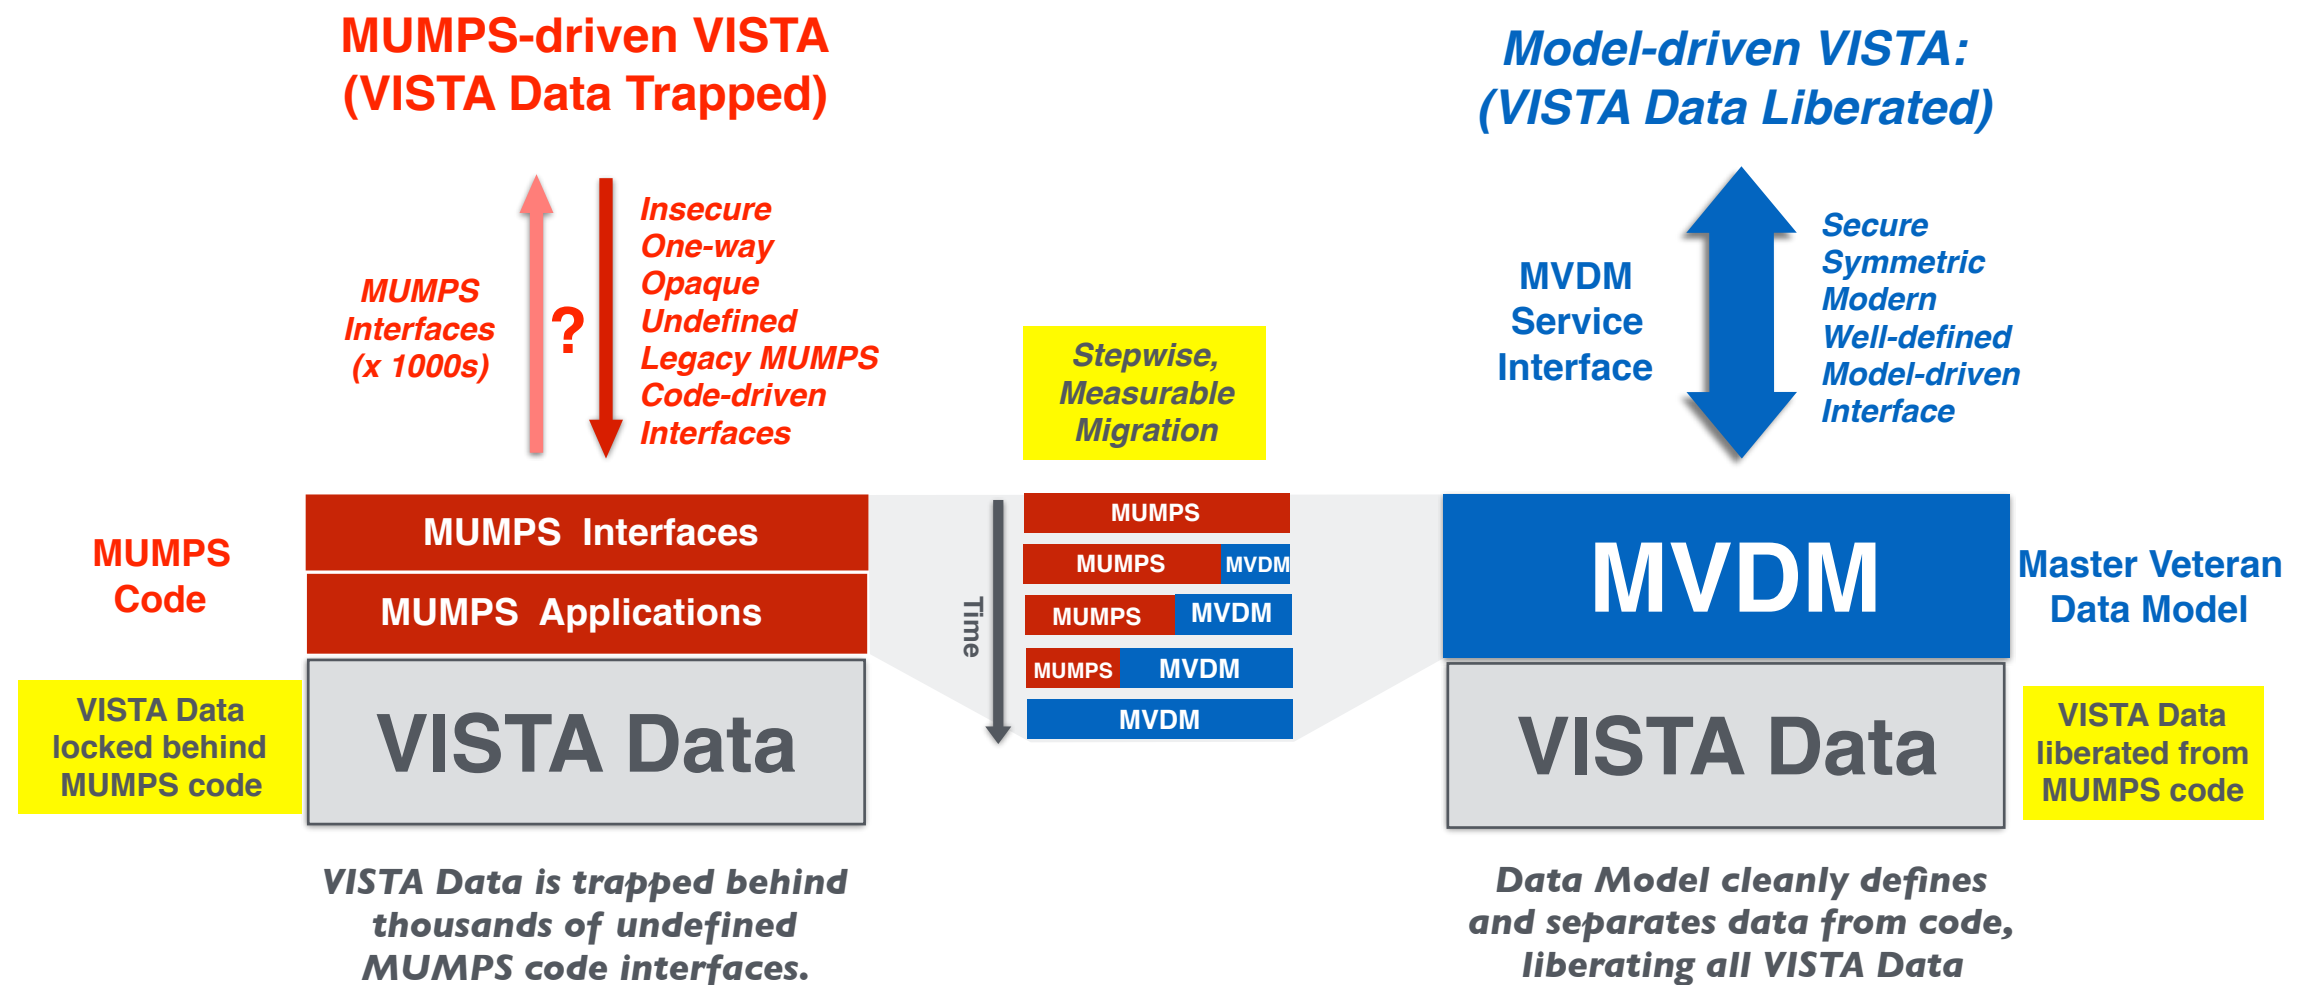 MUMPS-driven VISTA
(VISTA Data Trapped)
MUMPS
Interfaces
(x 1000s)
?
Insecure
One-way
Opaque
Undefined
Legacy MUMPS
Code-driven
Interfaces
MUMPS
Code
MUMPS Interfaces
MUMPS Applications
VISTA Data
locked behind
MUMPS code
VISTA Data
VISTA Data is trapped behind
thousands of undefined
MUMPS code interfaces.
Stepwise,
Measurable
Migration
Time
MUMPS
MUMPS MVDM
MUMPS MVDM
MUMPS MVDM
MVDM
Model-driven VISTA:
(VISTA Data Liberated)
MVDM
Service
Interface
Secure
Symmetric
Modern
Well-defined
Model-driven
Interface
MVDM
Master Veteran
Data Model
VISTA Data
VISTA Data
liberated from
MUMPS code
Data Model cleanly defines
and separates data from code,
liberating all VISTA Data